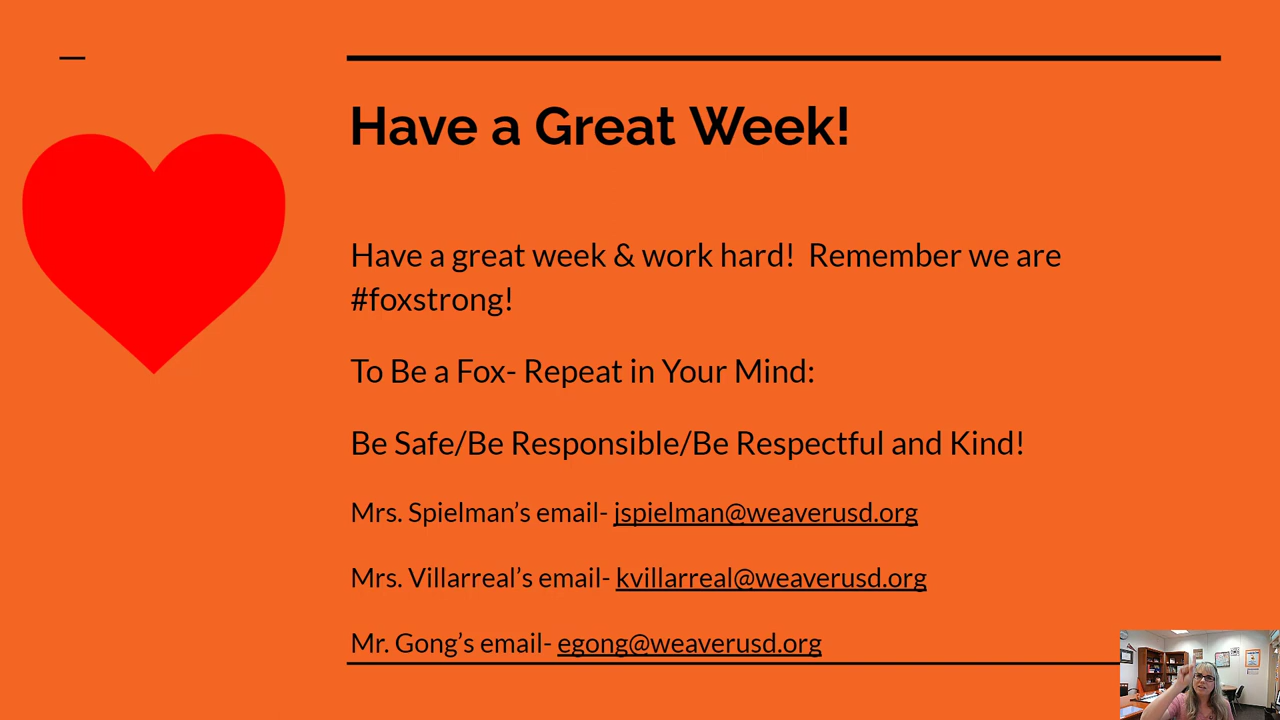 Have a Great Week!
Have a great week & work hard!  Remember we are
#foxstrong!
To Be a Fox- Repeat in Your Mind:
Be Safe/Be Responsible/Be Respectful and Kind!
Mrs. Spielman’s email- jspielman@weaverusd.org
Mrs. Villarreal’s email- kvillarreal@weaverusd.org
Mr. Gong’s email- egong@weaverusd.org